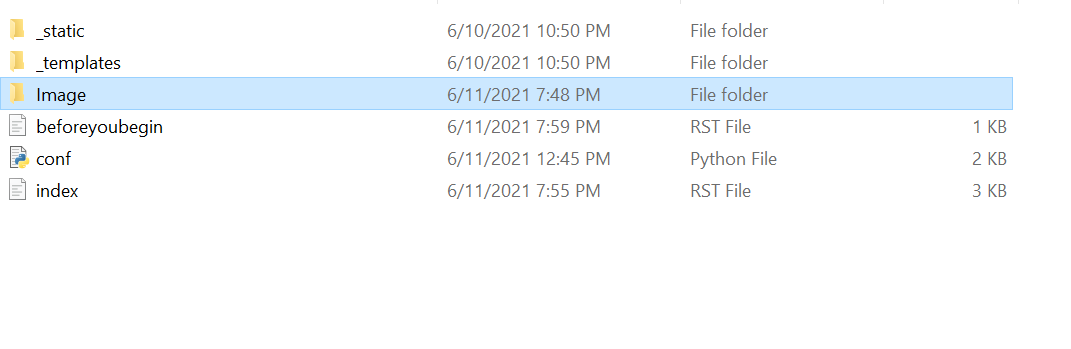 _static 6/10/2021 10:50 PM File folder
_templates 6/10/2021 10:50 PM File folder
Image 6/11/2021 7:48 PM File folder
beforeyoubegin 6/11/2021 7:59 PM RST File 1 KB
conf 6/11/2021 12:45 PM Python File 2 KB
index 6/11/2021 7:55 PM RST File 3 KB